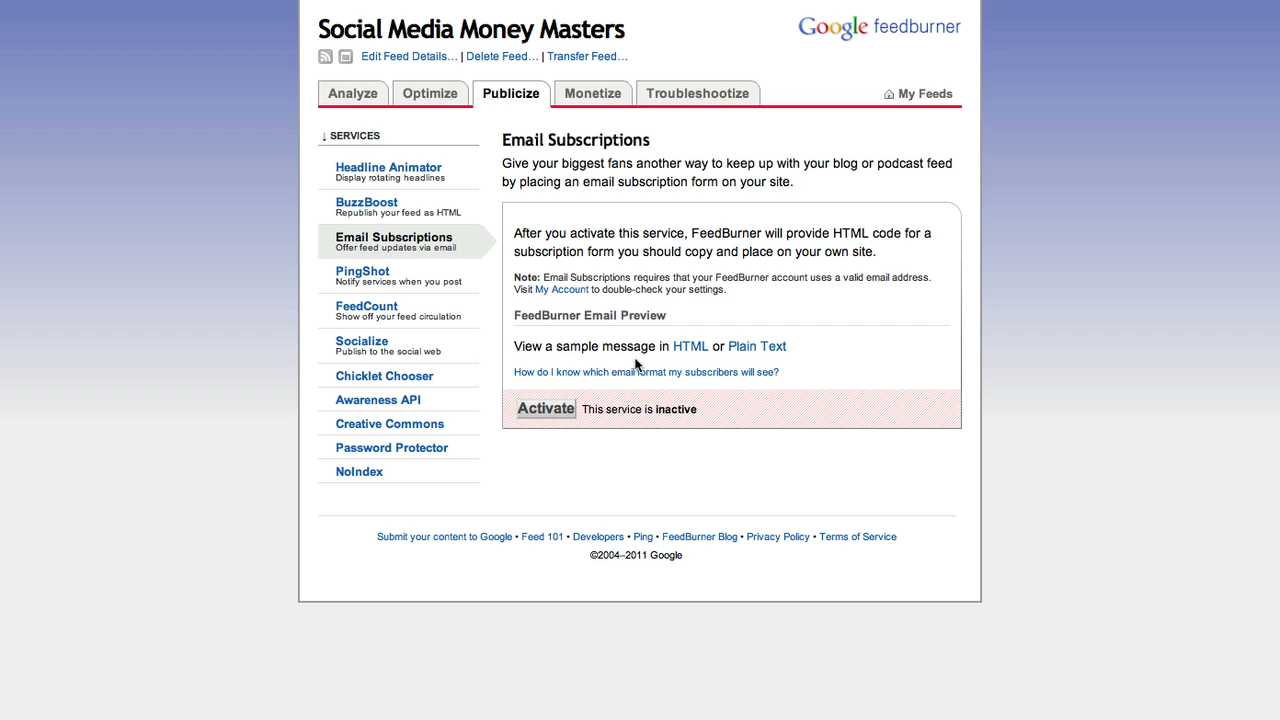 Social Media Money Masters
Google feedburner
Edit Feed Details... | Delete Feed... | Transfer Feed...
Analyze
Optimize
Publicize
Monetize
Troubleshootize
My Feeds
↓ SERVICES
Headline Animator
Display rotating headlines
BuzzBoost
Republish your feed as HTML
Email Subscriptions
Offer feed updates via email
PingShot
Notify services when you post
FeedCount
Show off your feed circulation
Socialize
Publish to the social web
Chicklet Chooser
Awareness API
Creative Commons
Password Protector
NoIndex
Email Subscriptions
Give your biggest fans another way to keep up with your blog or podcast feed
by placing an email subscription form on your site.
After you activate this service, FeedBurner will provide HTML code for a
subscription form you should copy and place on your own site.
Note: Email Subscriptions requires that your FeedBurner account uses a valid email address.
Visit My Account to double-check your settings.
FeedBurner Email Preview
View a sample message in HTML or Plain Text
How do I know which email format my subscribers will see?
Activate This service is inactive
Submit your content to Google • Feed 101 • Developers • Ping • FeedBurner Blog • Privacy Policy • Terms of Service
©2004–2011 Google